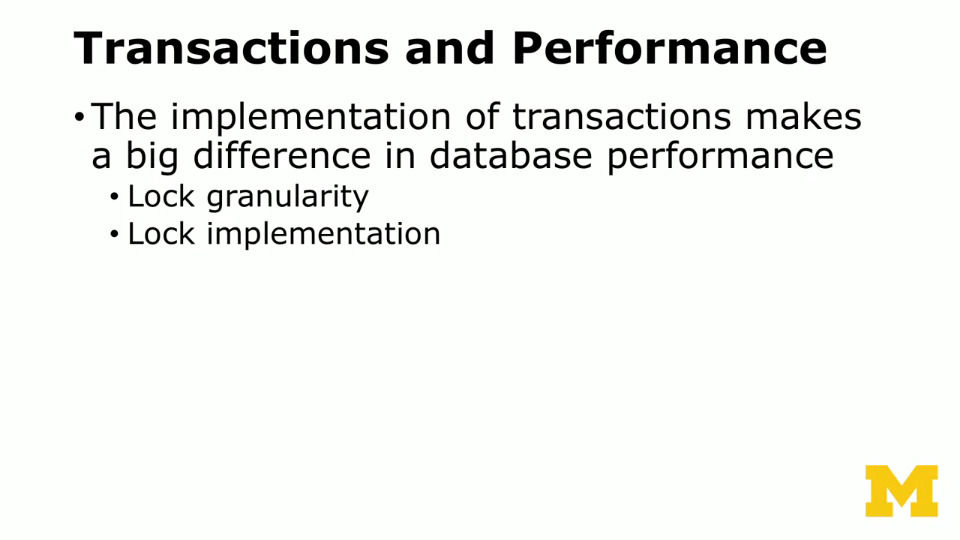 Transactions and Performance
• The implementation of transactions makes
a big difference in database performance
• Lock granularity
• Lock implementation
M